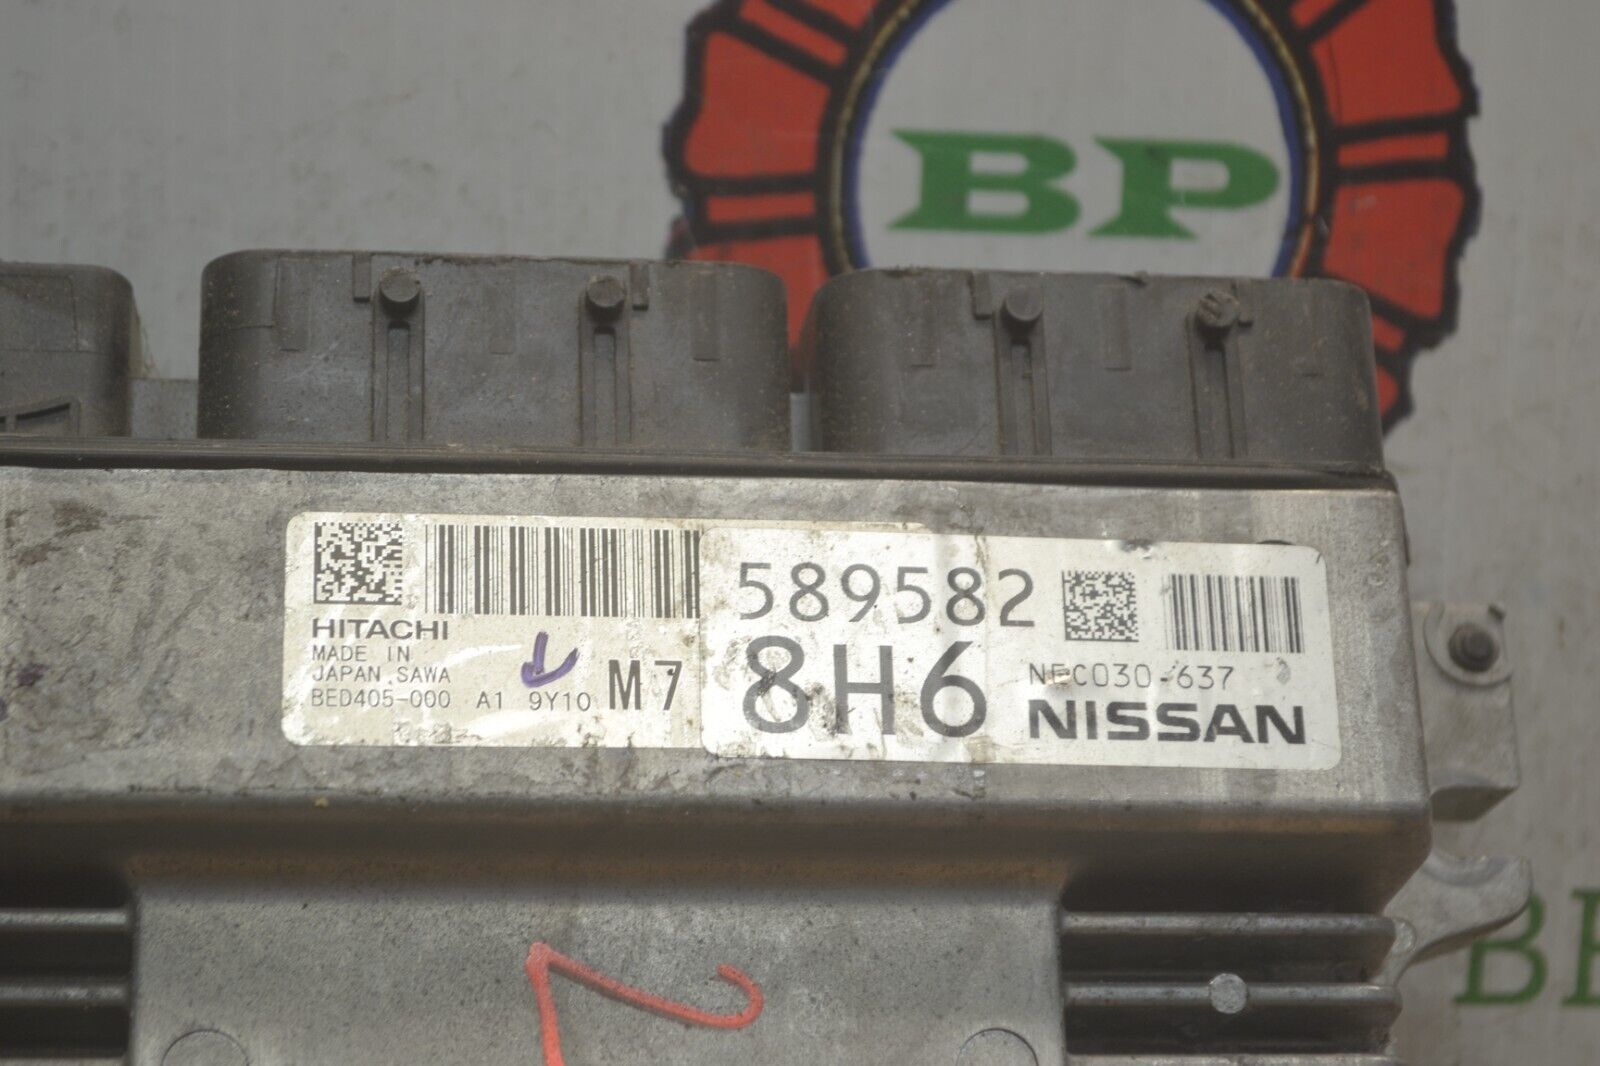 BP
HITACHI
MADE IN
JAPAN SAWA
BED405-000 A1 9Y10 M7
589582
8H6
NEC030-637
NISSAN